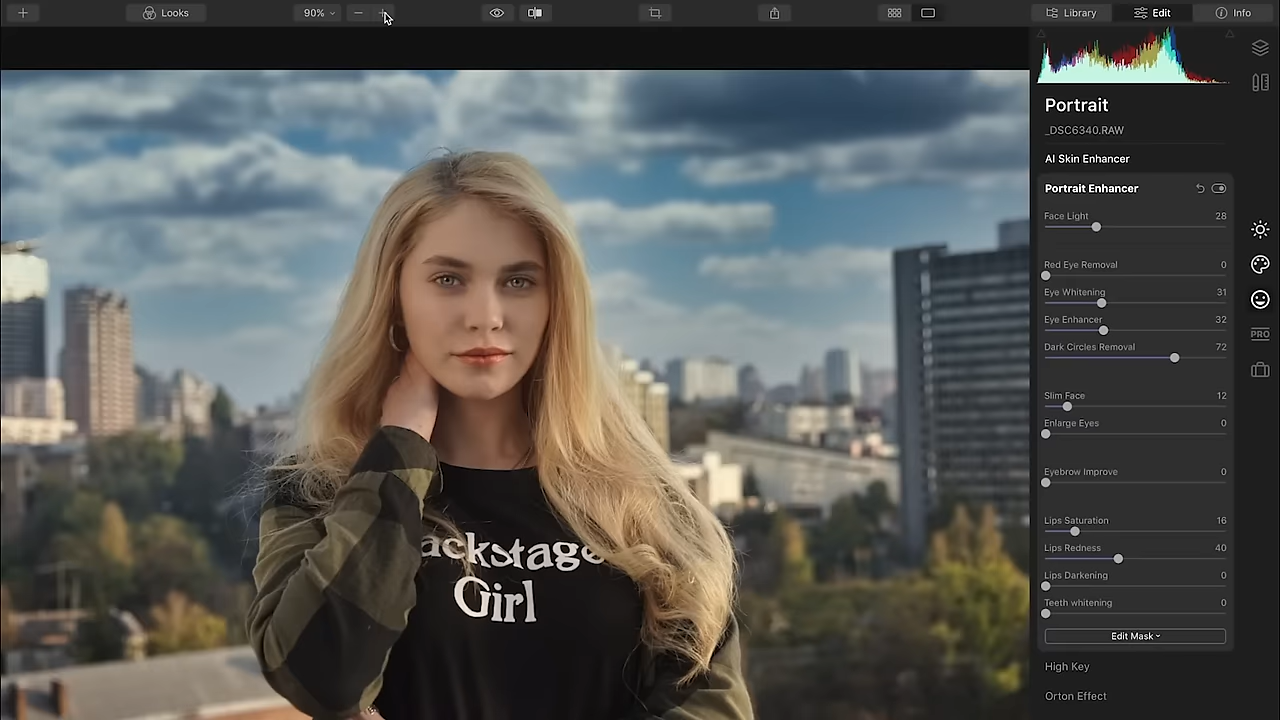 Looks
90%
Library
Edit
Info
Portrait
_DSC6340.RAW
AI Skin Enhancer
Portrait Enhancer
Face Light 28
Red Eye Removal 0
Eye Whitening 31
Eye Enhancer 32
Dark Circles Removal 72
PRO
Slim Face 12
Enlarge Eyes 0
Eyebrow Improve 0
Lips Saturation 16
Lips Redness 40
Lips Darkening 0
Teeth whitening 0
Edit Mask
High Key
Orton Effect
ackstage
Girl